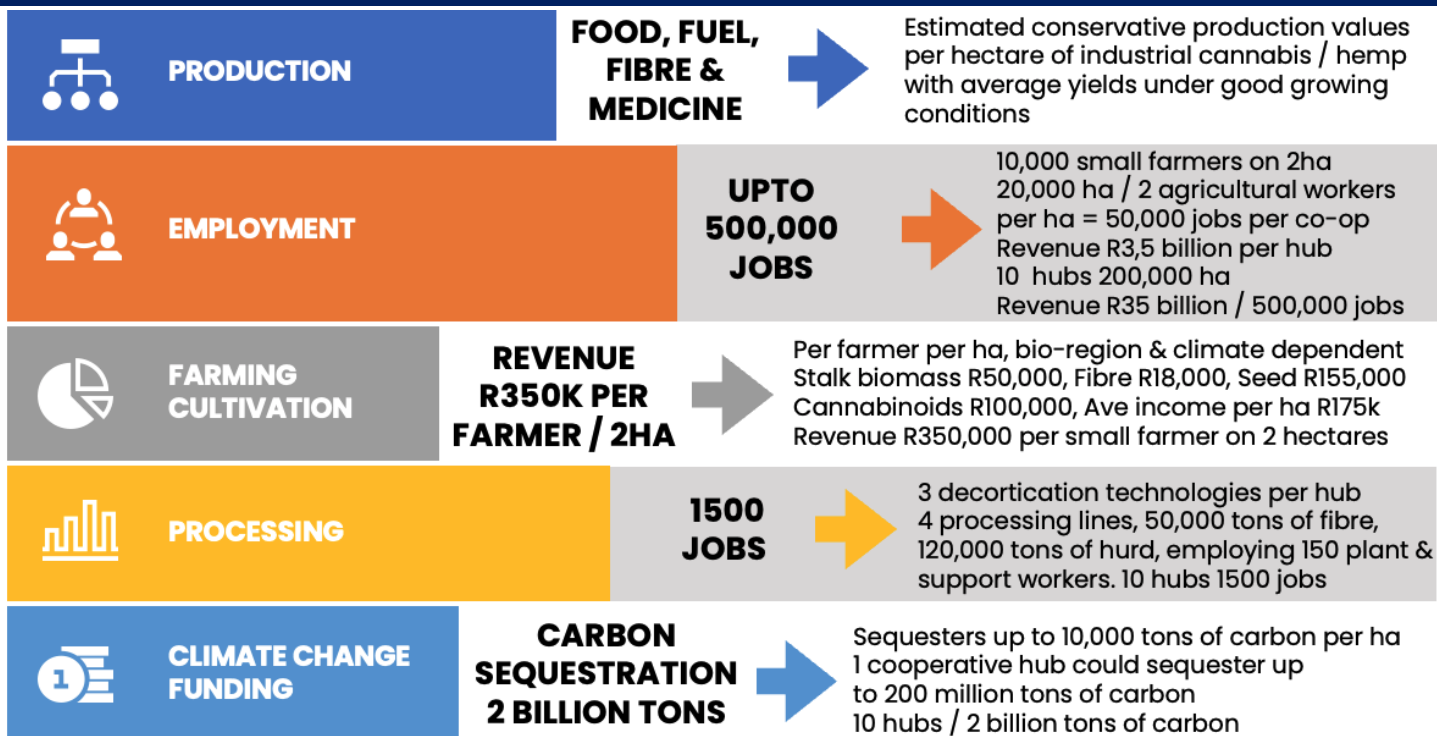 PRODUCTION
FOOD, FUEL,
FIBRE &
MEDICINE
Estimated conservative production values
per hectare of industrial cannabis / hemp
with average yields under good growing
conditions
EMPLOYMENT
UPTO
500,000
JOBS
10,000 small farmers on 2ha
20,000 ha / 2 agricultural workers
per ha = 50,000 jobs per co-op
Revenue R3,5 billion per hub
10 hubs 200,000 ha
Revenue R35 billion / 500,000 jobs
FARMING
CULTIVATION
REVENUE
R350K PER
FARMER / 2HA
Per farmer per ha, bio-region & climate dependent
Stalk biomass R50,000, Fibre R18,000, Seed R155,000
Cannabinoids R100,000, Ave income per ha R175k
Revenue R350,000 per small farmer on 2 hectares
PROCESSING
1500
JOBS
3 decortication technologies per hub
4 processing lines, 50,000 tons of fibre,
120,000 tons of hurd, employing 150 plant &
support workers. 10 hubs 1500 jobs
1
CLIMATE CHANGE
FUNDING
CARBON
SEQUESTRATION
2 BILLION TONS
Sequesters up to 10,000 tons of carbon per ha
1 cooperative hub could sequester up
to 200 million tons of carbon
10 hubs / 2 billion tons of carbon